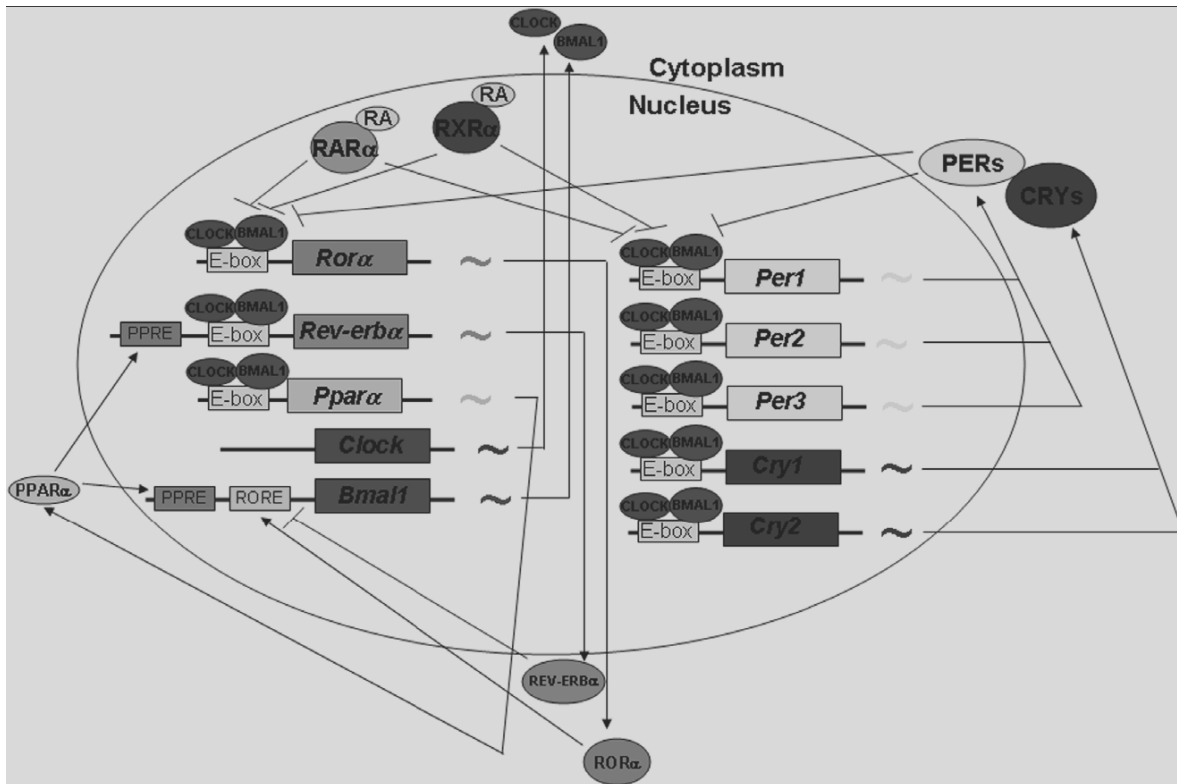 CLOCK
BMAL1
Cytoplasm
Nucleus
RA
RARα
RA
RXRα
PERs
CRYs
CLOCK BMAL1
E-box Rorα
CLOCK BMAL1
PPRE E-box Rev-erbα
CLOCK BMAL1
E-box Pparα
Clock
PPARα
PPRE RORE Bmal1
CLOCK BMAL1
E-box Per1
CLOCK BMAL1
E-box Per2
CLOCK BMAL1
E-box Per3
CLOCK BMAL1
E-box Cry1
CLOCK BMAL1
E-box Cry2
REV-ERBα
RORα